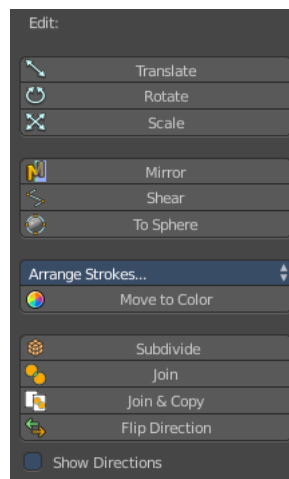 Edit:
Translate
Rotate
Scale
Mirror
Shear
To Sphere
Arrange Strokes...
Move to Color
Subdivide
Join
Join & Copy
Flip Direction
Show Directions